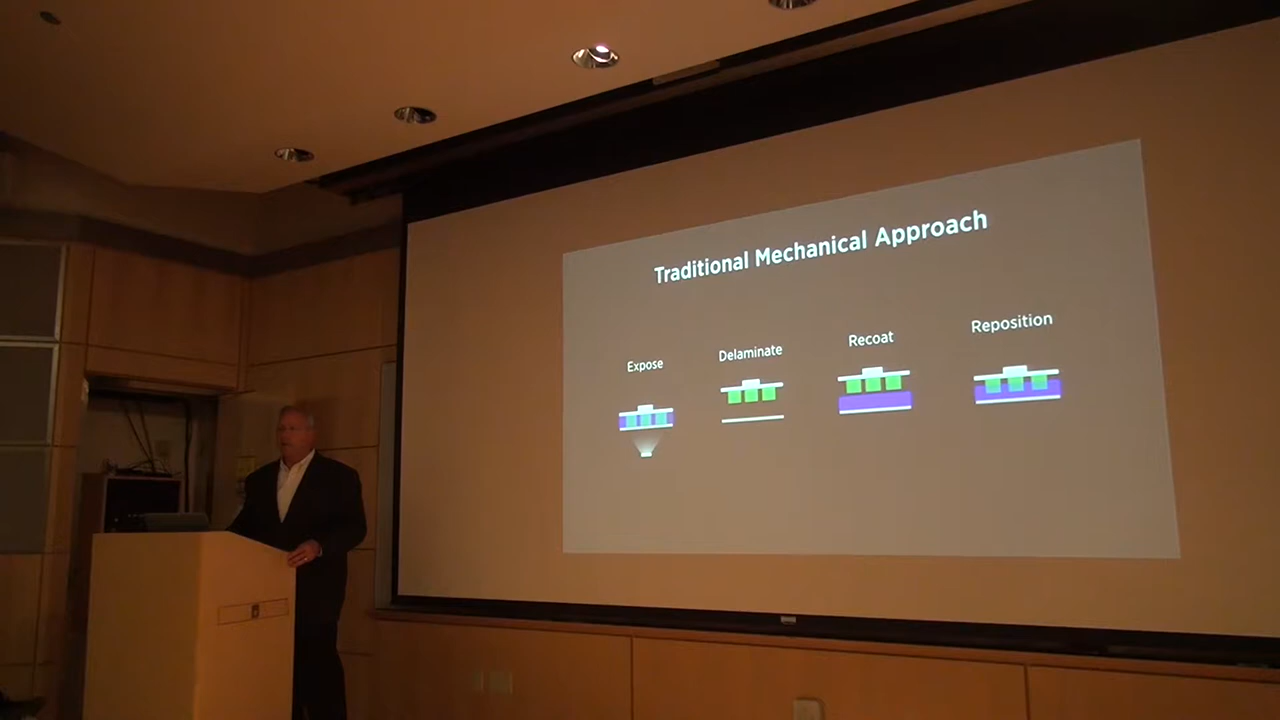 Traditional Mechanical Approach
Expose
Delaminate
Recoat
Reposition